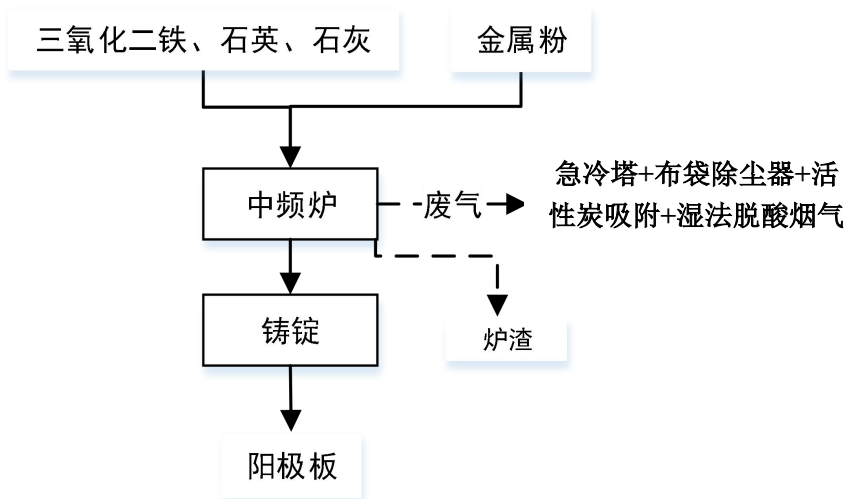 三氧化二铁、石英、石灰
金属粉
中频炉
废气
急冷塔+布袋除尘器+活
性炭吸附+湿法脱酸烟气
铸锭
炉渣
阳极板